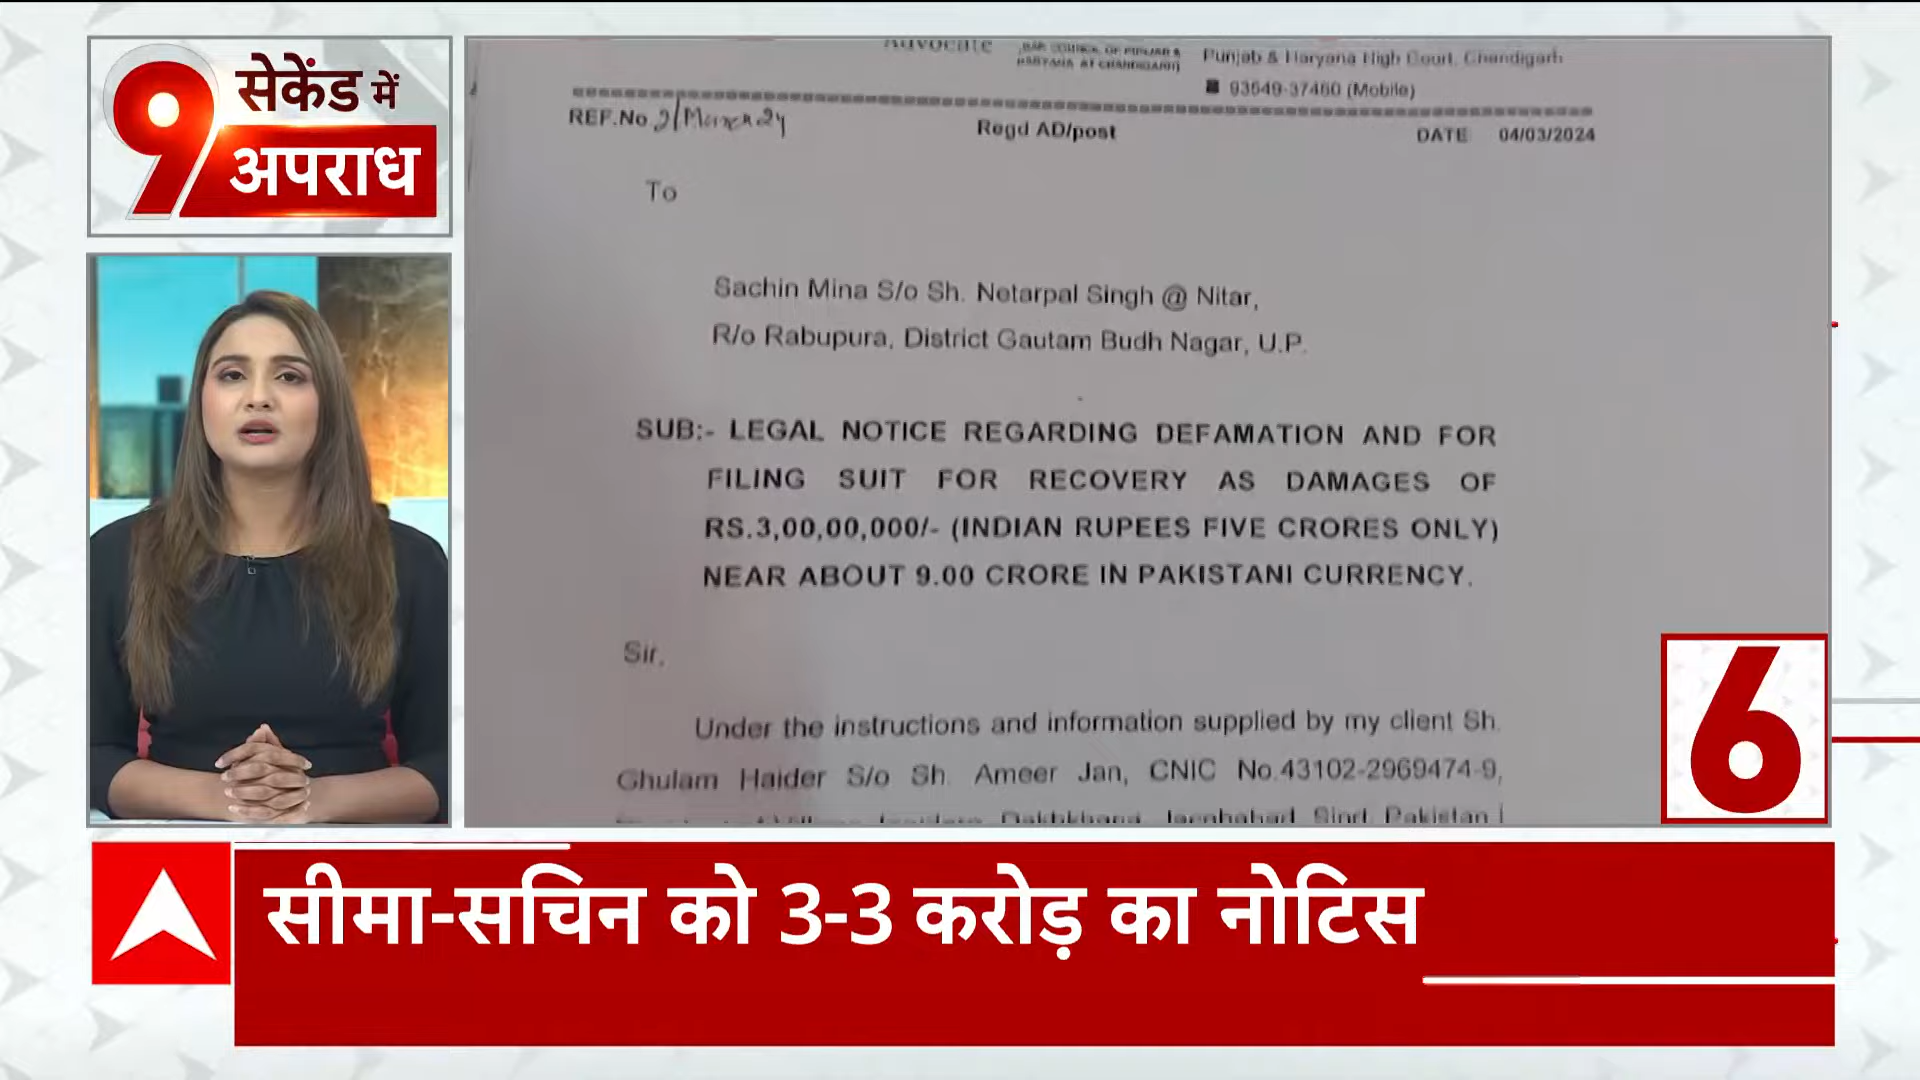 9 सेकेंड में
अपराध
Advocate
Punjab & Haryana High Court, Chandigarh
93549-37460 (Mobile)
REF.No 2/March 24 Regd AD/post DATE 04/03/2024
To
Sachin Mina S/o Sh. Netarpal Singh @ Nitar,
R/o Rabupura, District Gautam Budh Nagar, U.P.
SUB:- LEGAL NOTICE REGARDING DEFAMATION AND FOR
FILING SUIT FOR RECOVERY AS DAMAGES OF
RS.3,00,00,000/- (INDIAN RUPEES FIVE CRORES ONLY)
NEAR ABOUT 9.00 CRORE IN PAKISTANI CURRENCY.
Sir,
Under the instructions and information supplied by my client Sh.
Ghulam Haider S/o Sh. Ameer Jan, CNIC No.43102-2969474-9,
6
सीमा-सचिन को 3-3 करोड़ का नोटिस